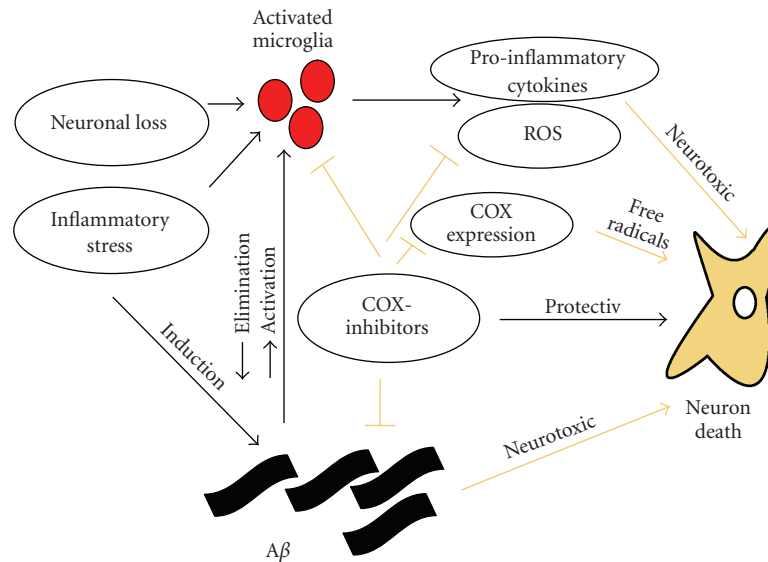 Activated
microglia
Pro-inflammatory
cytokines
Neuronal loss
ROS
Neurotoxic
Inflammatory
stress
COX
expression
Free
radicals
Elimination
Activation
COX-
inhibitors
Protectiv
Induction
Neurotoxic
Neuron
death
Aβ